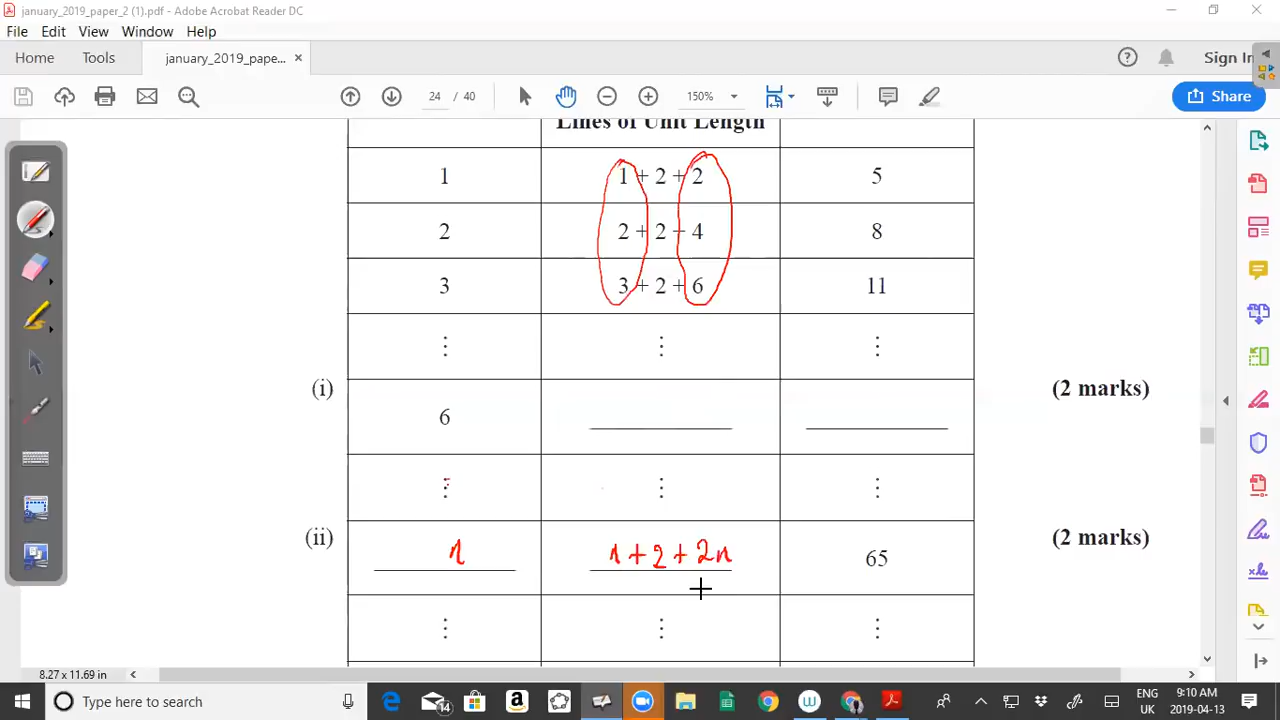 january_2019_paper_2 (1).pdf - Adobe Acrobat Reader DC
File Edit View Window Help
Home Tools january_2019_pape... × Sign In
24 / 40 150% Share
Lines of Unit Length
1 1 + 2 + 2 5
2 2 + 2 + 4 8
3 3 + 2 + 6 11
⋮ ⋮ ⋮
(i) 6 (2 marks)
⋮ ⋮ ⋮
(ii) n n + 2 + 2n 65 (2 marks)
⋮ ⋮ ⋮
8.27 x 11.69 in
Type here to search 14 ENG 9:10 AM
UK 2019-04-13